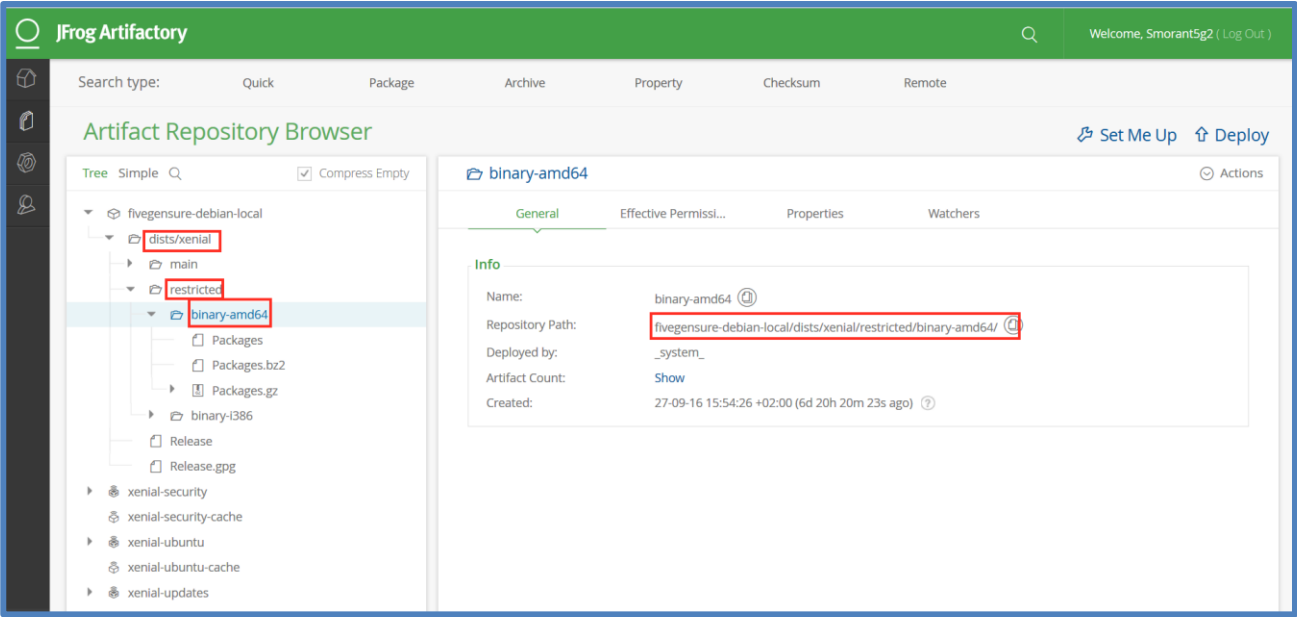 JFrog Artifactory
Welcome, Smorant5g2 ( Log Out )
Search type: Quick Package Archive Property Checksum Remote
Artifact Repository Browser
Set Me Up Deploy
Tree Simple Compress Empty
fivegensure-debian-local
dists/xenial
main
restricted
binary-amd64
Packages
Packages.bz2
Packages.gz
binary-i386
Release
Release.gpg
xenial-security
xenial-security-cache
xenial-ubuntu
xenial-ubuntu-cache
xenial-updates
binary-amd64 Actions
General Effective Permissi... Properties Watchers
Info
Name: binary-amd64
Repository Path: fivegensure-debian-local/dists/xenial/restricted/binary-amd64/
Deployed by: _system_
Artifact Count: Show
Created: 27-09-16 15:54:26 +02:00 (6d 20h 20m 23s ago) ?